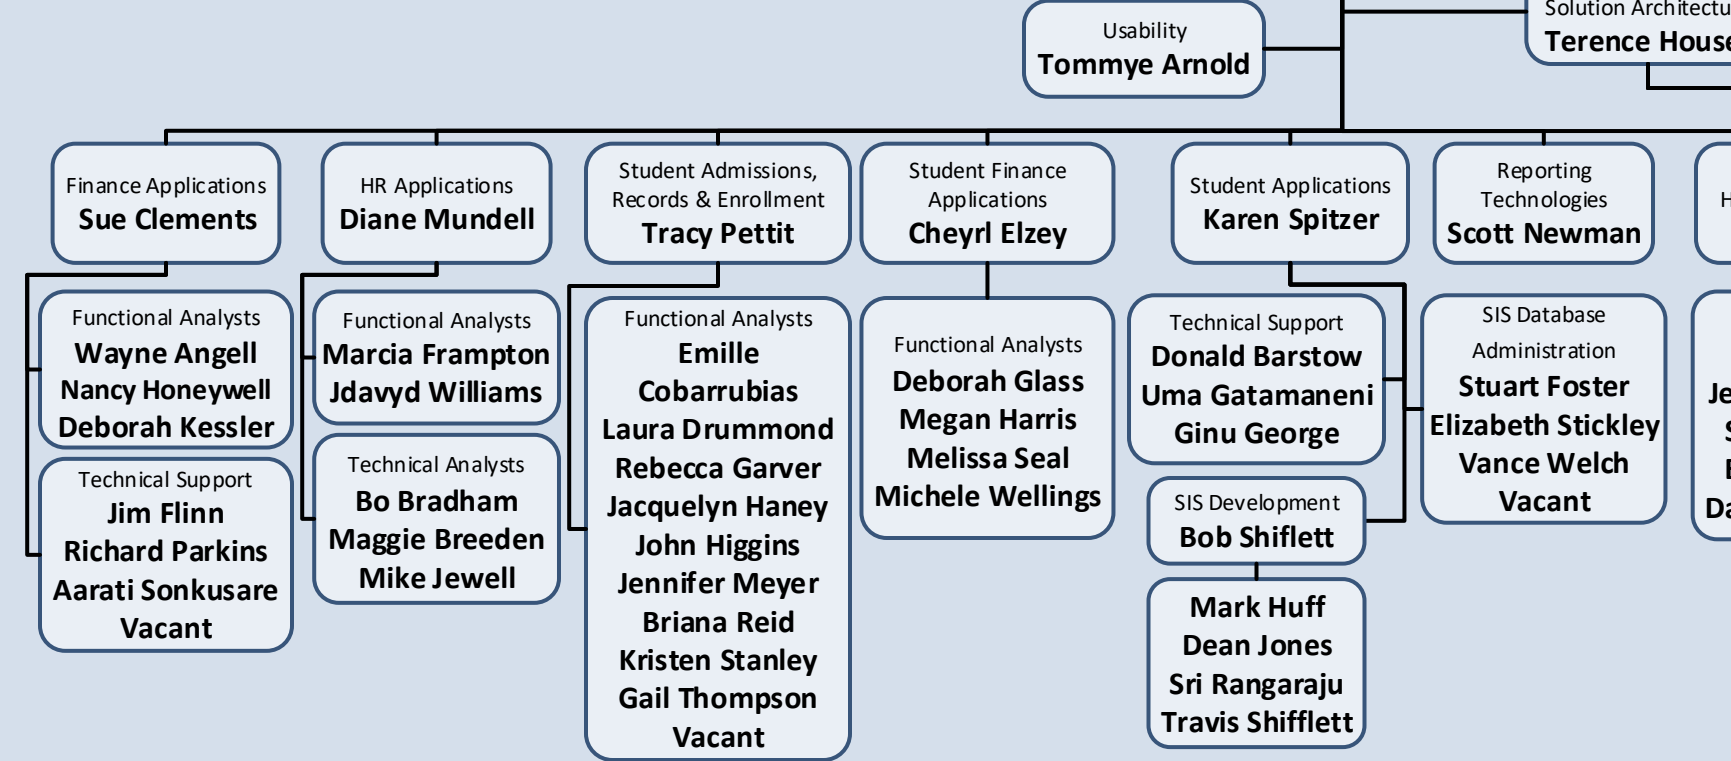 Usability
Tommye Arnold
Solution
Terence
Finance Applications
Sue Clements
Functional Analysts
Wayne Angell
Nancy Honeywell
Deborah Kessler
Technical Support
Jim Flinn
Richard Parkins
Aarati Sonkusare
Vacant
HR Applications
Diane Mundell
Functional Analysts
Marcia Frampton
Jdavyd Williams
Technical Analysts
Bo Bradham
Maggie Breeden
Mike Jewell
Student Admissions,
Records & Enrollment
Tracy Pettit
Functional Analysts
Emille
Cobarrubias
Laura Drummond
Rebecca Garver
Jacquelyn Haney
John Higgins
Jennifer Meyer
Briana Reid
Kristen Stanley
Gail Thompson
Vacant
Student Finance
Applications
Cheyrl Elzey
Functional Analysts
Deborah Glass
Megan Harris
Melissa Seal
Michele Wellings
Student Applications
Karen Spitzer
Technical Support
Donald Barstow
Uma Gatamaneni
Ginu George
SIS Development
Bob Shiflett
Mark Huff
Dean Jones
Sri Rangaraju
Travis Shifflett
SIS Database
Administration
Stuart Foster
Elizabeth Stickley
Vance Welch
Vacant
Reporting
Technologies
Scott Newman